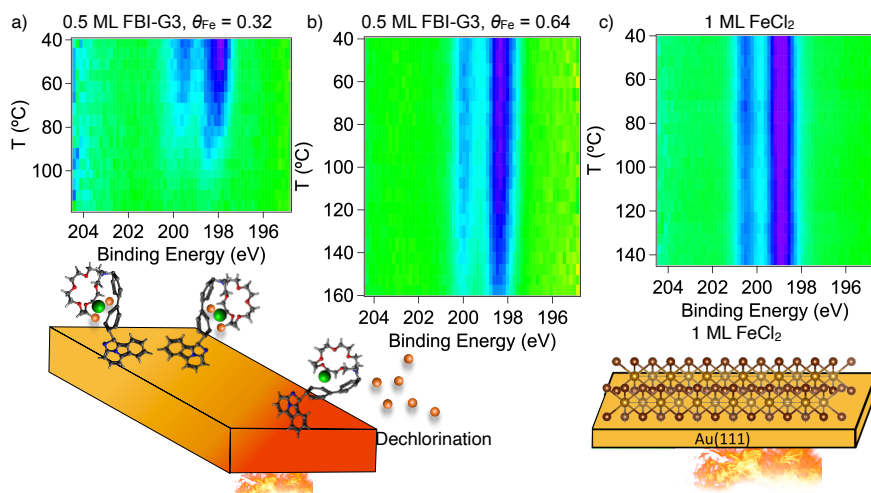 a) 0.5 ML FBI-G3, θFe = 0.32
40
60
80
100
T (ºC)
204 202 200 198 196
Binding Energy (eV)
b) 0.5 ML FBI-G3, θFe = 0.64
40
60
80
100
120
140
160
T (ºC)
204 202 200 198 196
Binding Energy (eV)
c) 1 ML FeCl2
40
60
80
100
120
140
T (ºC)
204 202 200 198 196
Binding Energy (eV)
1 ML FeCl2
Dechlorination
Au(111)